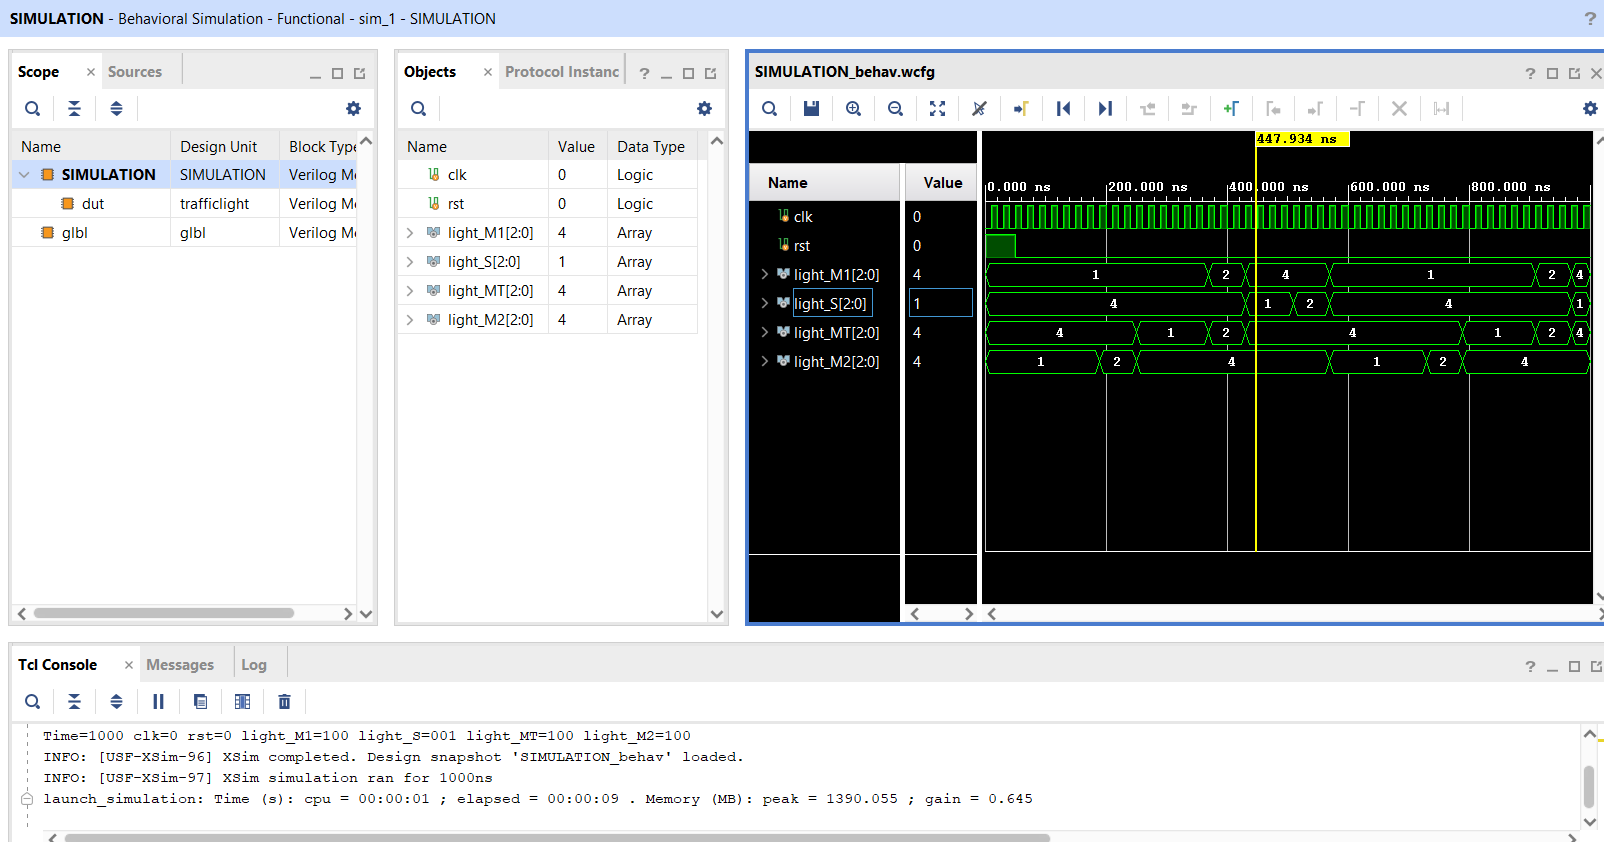 SIMULATION - Behavioral Simulation - Functional - sim_1 - SIMULATION
?
Scope × Sources
Name Design Unit Block Type
SIMULATION SIMULATION Verilog Mo
dut trafficlight Verilog Mo
glbl glbl Verilog Mo
Objects × Protocol Instanc ?
Name Value Data Type
clk 0 Logic
rst 0 Logic
light_M1[2:0] 4 Array
light_S[2:0] 1 Array
light_MT[2:0] 4 Array
light_M2[2:0] 4 Array
SIMULATION_behav.wcfg ?
447.934 ns
Name Value
0.000 ns 200.000 ns 400.000 ns 600.000 ns 800.000 ns
clk 0
rst 0
light_M1[2:0] 4 1 2 4 1 2 4
light_S[2:0] 1 4 1 2 4 1
light_MT[2:0] 4 4 1 2 4 1 2 4
light_M2[2:0] 4 1 2 4 1 2 4
Tcl Console × Messages Log ?
Time=1000 clk=0 rst=0 light_M1=100 light_S=001 light_MT=100 light_M2=100
INFO: [USF-XSim-96] XSim completed. Design snapshot 'SIMULATION_behav' loaded.
INFO: [USF-XSim-97] XSim simulation ran for 1000ns
launch_simulation: Time (s): cpu = 00:00:01 ; elapsed = 00:00:09 . Memory (MB): peak = 1390.055 ; gain = 0.645